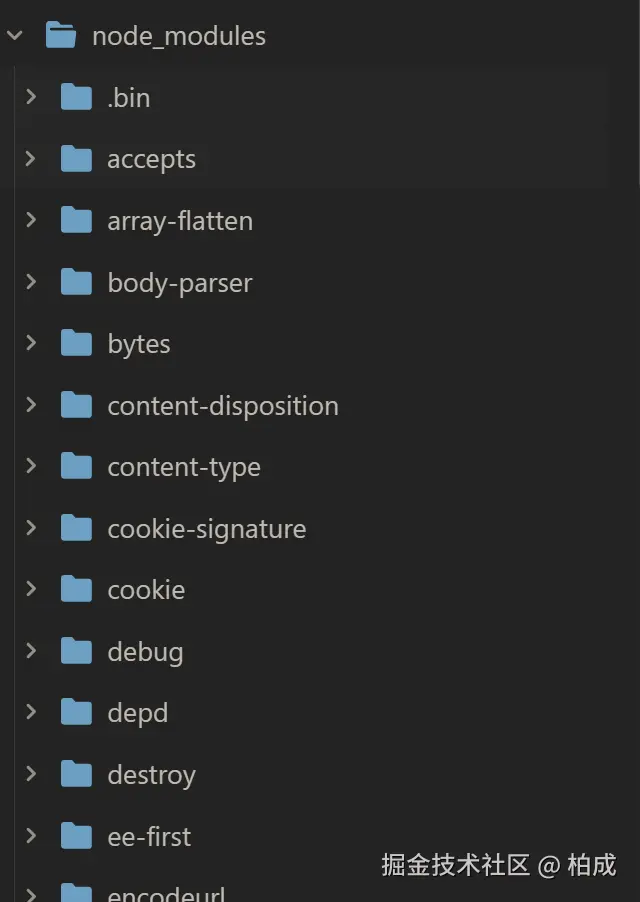 node_modules
.bin
accepts
array-flatten
body-parser
bytes
content-disposition
content-type
cookie-signature
cookie
debug
depd
destroy
ee-first
掘金技术社区 @ 柏成
encodeurl